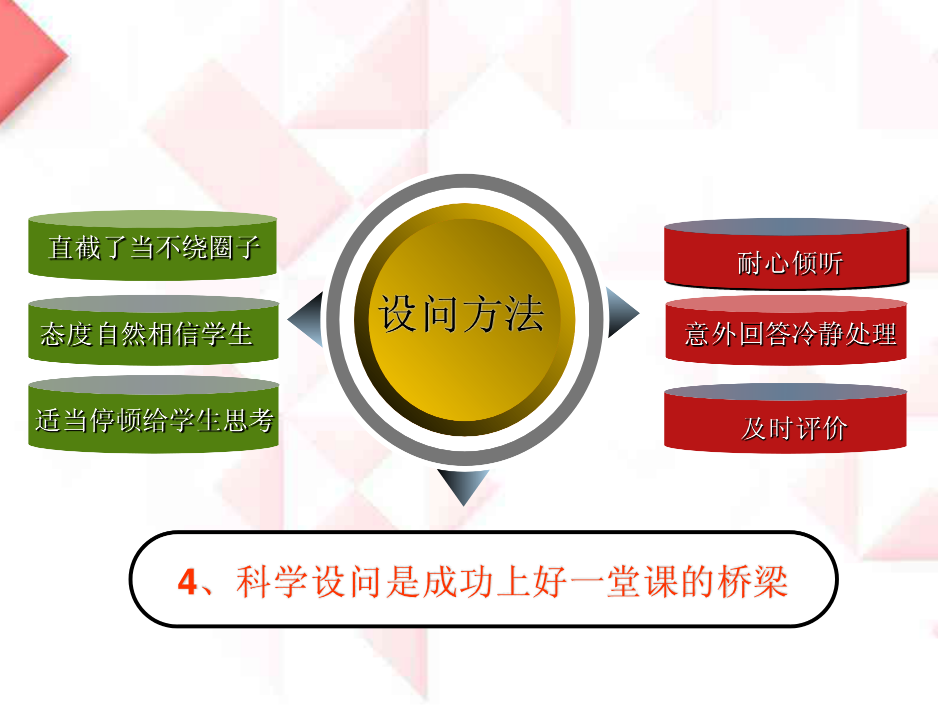 直截了当不绕圈子
态度自然相信学生
适当停顿给学生思考
设问方法
耐心倾听
意外回答冷静处理
及时评价
4、科学设问是成功上好一堂课的桥梁